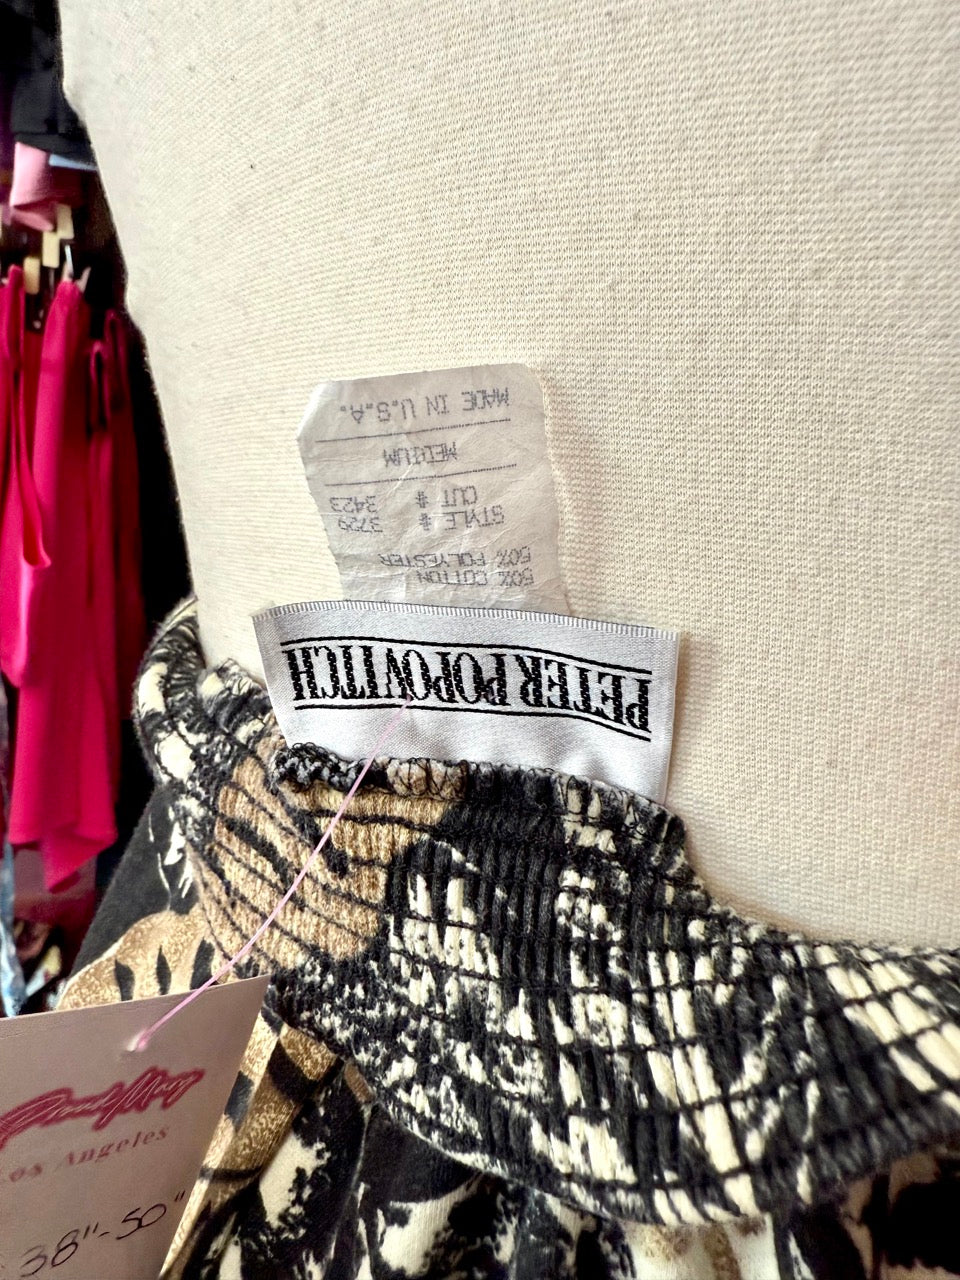 PETER POPOVITCH
50% COTTON
50% POLYESTER
STYLE # 3729
CUT # 3423
MEDIUM
MADE IN U.S.A.
Los Angeles
38"-50"